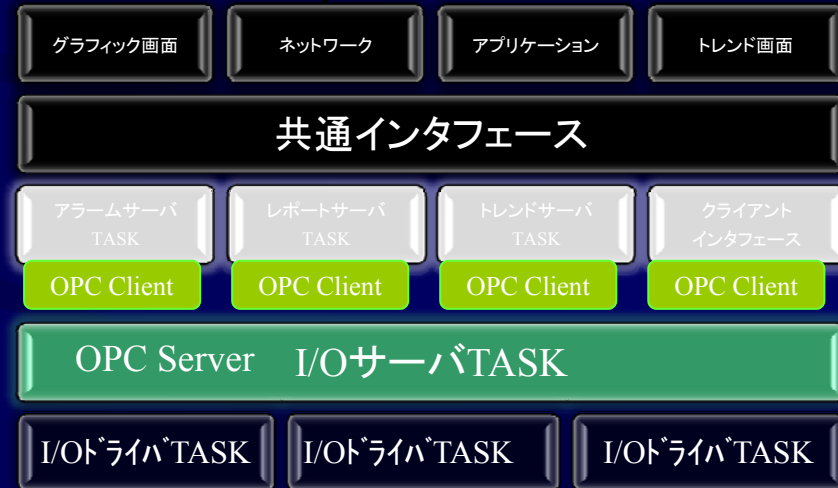 グラフィック画面
ネットワーク
アプリケーション
トレンド画面
共通インタフェース
アラームサーバ
TASK
レポートサーバ
TASK
トレンドサーバ
TASK
クライアント
インタフェース
OPC Client
OPC Client
OPC Client
OPC Client
OPC Server I/OサーバTASK
I/OﾄﾞﾗｲﾊﾞTASK
I/OﾄﾞﾗｲﾊﾞTASK
I/OﾄﾞﾗｲﾊﾞTASK